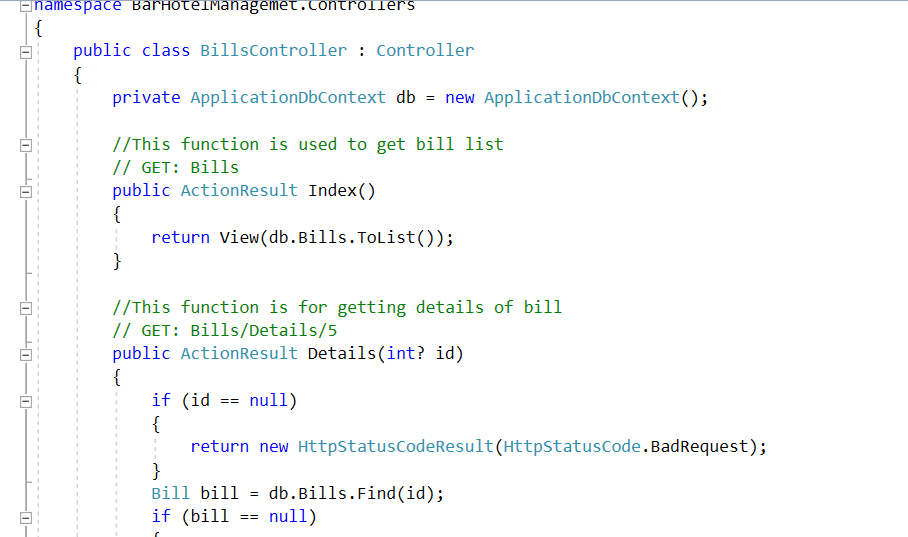 namespace BarHotelManagemet.Controllers
{
public class BillsController : Controller
{
private ApplicationDbContext db = new ApplicationDbContext();
//This function is used to get bill list
// GET: Bills
public ActionResult Index()
{
return View(db.Bills.ToList());
}
//This function is for getting details of bill
// GET: Bills/Details/5
public ActionResult Details(int? id)
{
if (id == null)
{
return new HttpStatusCodeResult(HttpStatusCode.BadRequest);
}
Bill bill = db.Bills.Find(id);
if (bill == null)
{